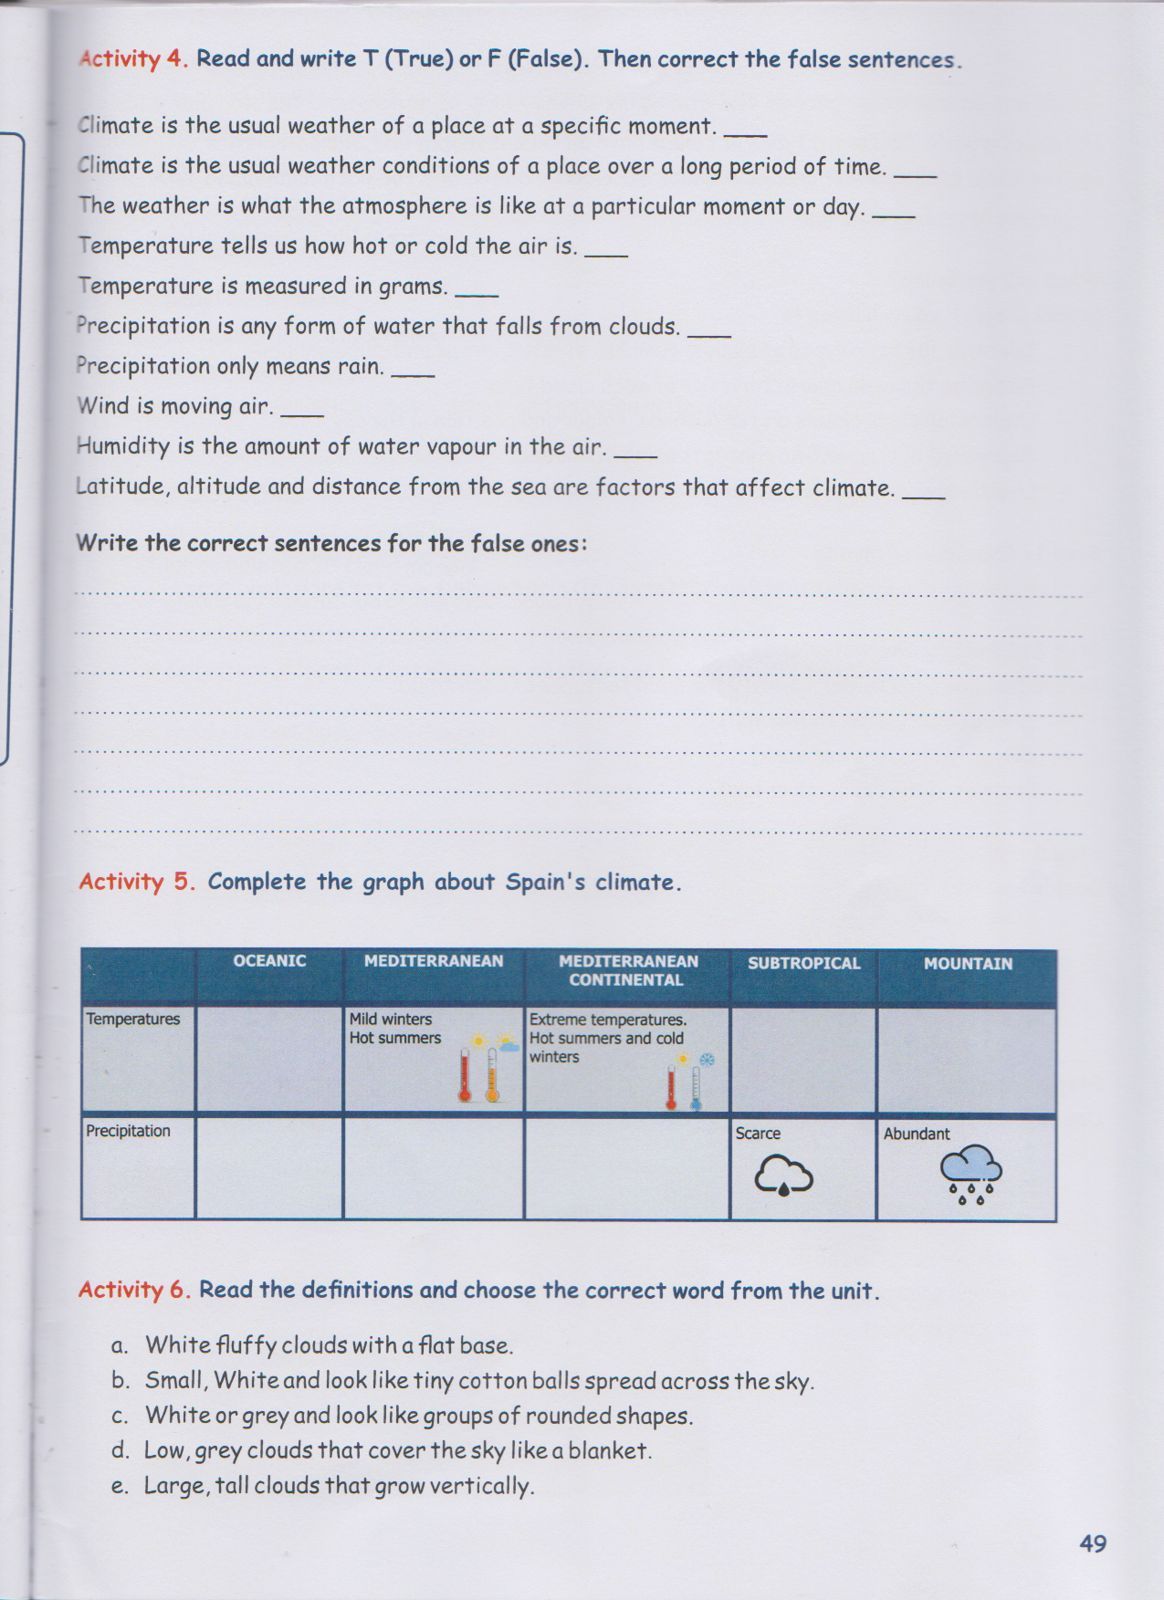 Activity 4. Read and write T (True) or F (False). Then correct the false sentences.
Climate is the usual weather of a place at a specific moment. ____
Climate is the usual weather conditions of a place over a long period of time. ____
The weather is what the atmosphere is like at a particular moment or day. ____
Temperature tells us how hot or cold the air is. ____
Temperature is measured in grams. ____
Precipitation is any form of water that falls from clouds. ____
Precipitation only means rain. ____
Wind is moving air. ____
Humidity is the amount of water vapour in the air. ____
Latitude, altitude and distance from the sea are factors that affect climate. ____
Write the correct sentences for the false ones:
Activity 5. Complete the graph about Spain's climate.
OCEANIC MEDITERRANEAN MEDITERRANEAN CONTINENTAL SUBTROPICAL MOUNTAIN
Temperatures
Mild winters
Hot summers
Extreme temperatures.
Hot summers and cold
winters
Precipitation
Scarce
Abundant
Activity 6. Read the definitions and choose the correct word from the unit.
a. White fluffy clouds with a flat base.
b. Small, White and look like tiny cotton balls spread across the sky.
c. White or grey and look like groups of rounded shapes.
d. Low, grey clouds that cover the sky like a blanket.
e. Large, tall clouds that grow vertically.
49